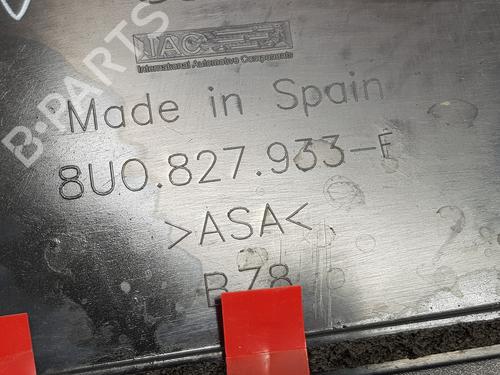 IAC
International Automotive Components
B-PARTS
Made in Spain
8U0.827.933-F
>ASA<